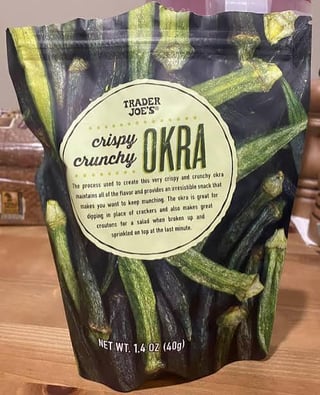 TRADER
JOE'S®
crispy
crunchy
OKRA
The process used to create this very crispy and crunchy okra
maintains all of the flavor and provides an irresistible snack that
makes you want to keep munching. The okra is great for
dipping in place of crackers and also makes great
croutons for a salad when broken up and
sprinkled on top at the last minute.
NET WT. 1.4 OZ (40g)